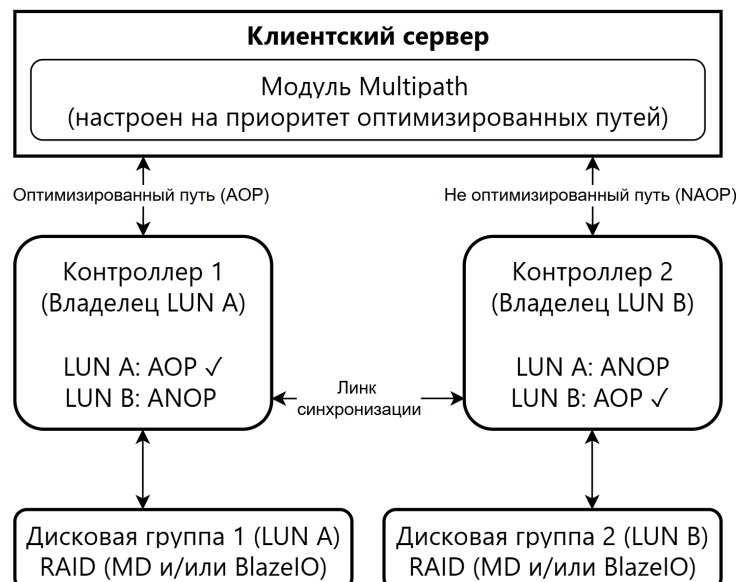 Клиентский сервер
Модуль Multipath
(настроен на приоритет оптимизированных путей)
Оптимизированный путь (AOP)
Не оптимизированный путь (NAOP)
Контроллер 1
(Владелец LUN A)
LUN A: AOP ✓
LUN B: ANOP
Линк
синхронизации
Контроллер 2
(Владелец LUN B)
LUN A: ANOP
LUN B: AOP ✓
Дисковая группа 1 (LUN A)
RAID (MD и/или BlazeIO)
Дисковая группа 2 (LUN B)
RAID (MD и/или BlazeIO)